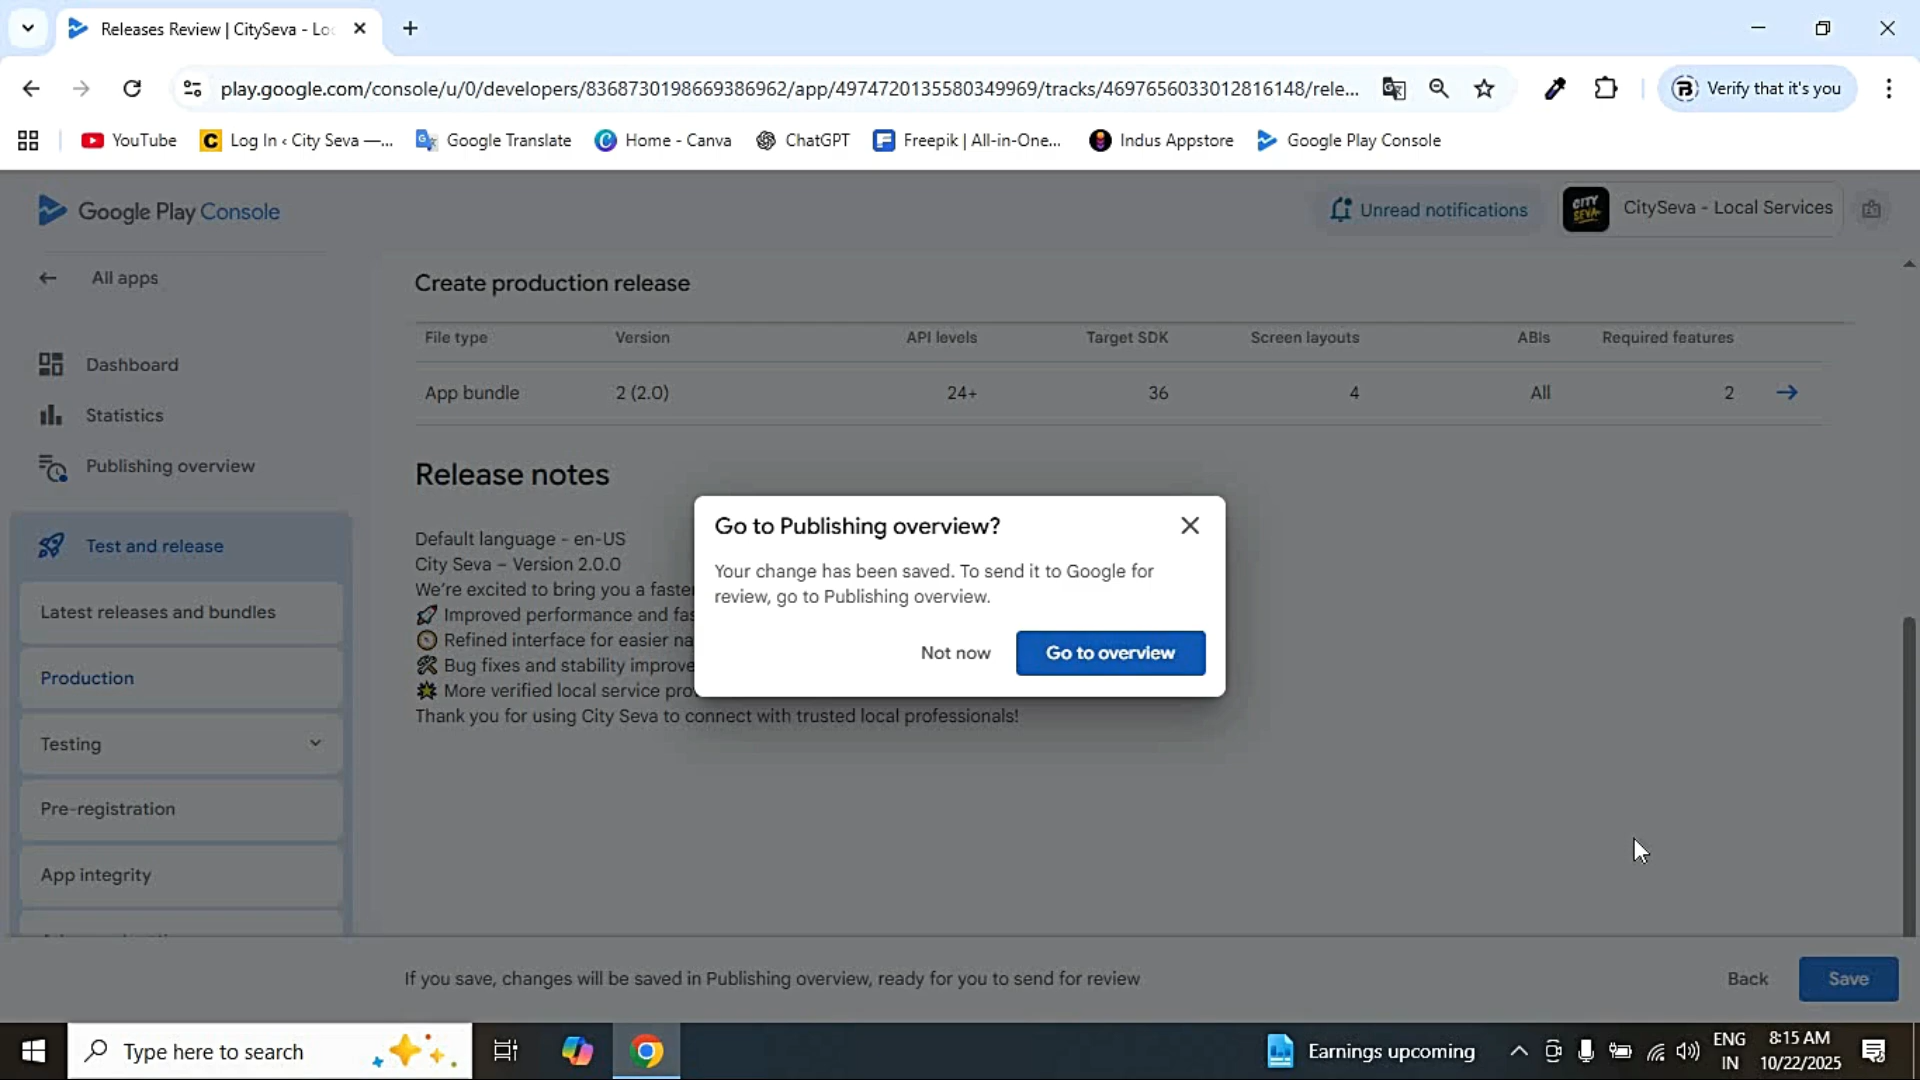 Releases Review | CitySeva - Loc
play.google.com/console/u/0/developers/8368730198669386962/app/4974720135580349969/tracks/4697656033012816148/rele...
Verify that it's you
YouTube
Log In ‹ City Seva —...
Google Translate
Home - Canva
ChatGPT
Freepik | All-in-One...
Indus Appstore
Google Play Console
Google Play Console
Unread notifications
CITY SEVA
CitySeva - Local Services
All apps
Dashboard
Statistics
Publishing overview
Test and release
Latest releases and bundles
Production
Testing
Pre-registration
App integrity
Create production release
File type Version API levels Target SDK Screen layouts ABIs Required features
App bundle 2 (2.0) 24+ 36 4 All 2
Release notes
Default language - en-US
City Seva – Version 2.0.0
We're excited to bring you a faster
Improved performance and fas
Refined interface for easier na
Bug fixes and stability improve
More verified local service pro
Thank you for using City Seva to connect with trusted local professionals!
Go to Publishing overview?
Your change has been saved. To send it to Google for
review, go to Publishing overview.
Not now
Go to overview
If you save, changes will be saved in Publishing overview, ready for you to send for review
Back
Save
Type here to search
Earnings upcoming
ENG
IN
8:15 AM
10/22/2025